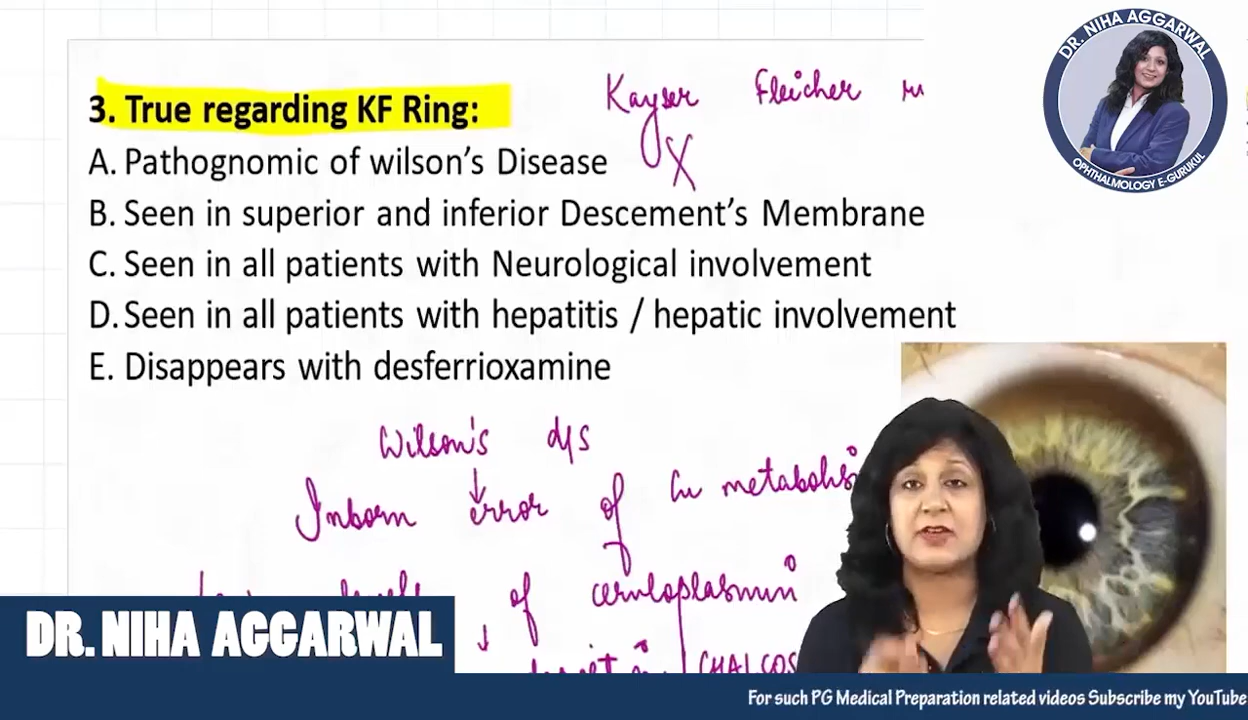 3. True regarding KF Ring:
Kayser Fleicher
A. Pathognomic of wilson's Disease X
B. Seen in superior and inferior Descement's Membrane
C. Seen in all patients with Neurological involvement
D. Seen in all patients with hepatitis / hepatic involvement
E. Disappears with desferrioxamine
Wilson's d/s
Inborn error of Cu metabolis
of ceruloplasmin
CHALCOS
DR. NIHA AGGARWAL
OPHTHALMOLOGY E-GURUKUL
DR. NIHA AGGARWAL
For such PG Medical Preparation related videos Subscribe my YouTube